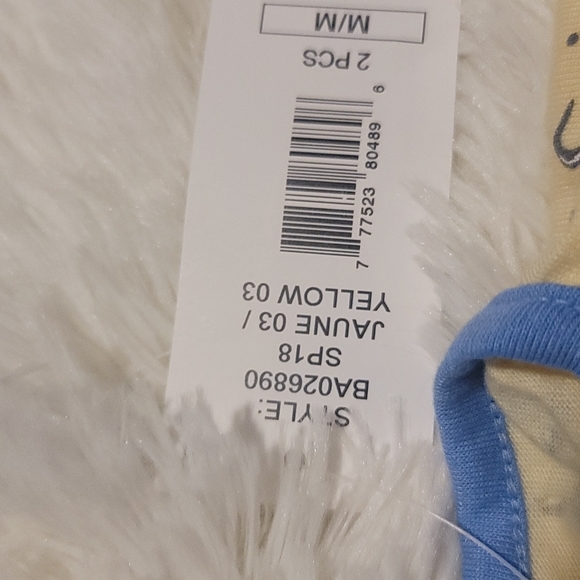 STYLE:
BA026890
SP18
JAUNE 03 /
YELLOW 03
7 77523 80489 6
2 PCS
M/M